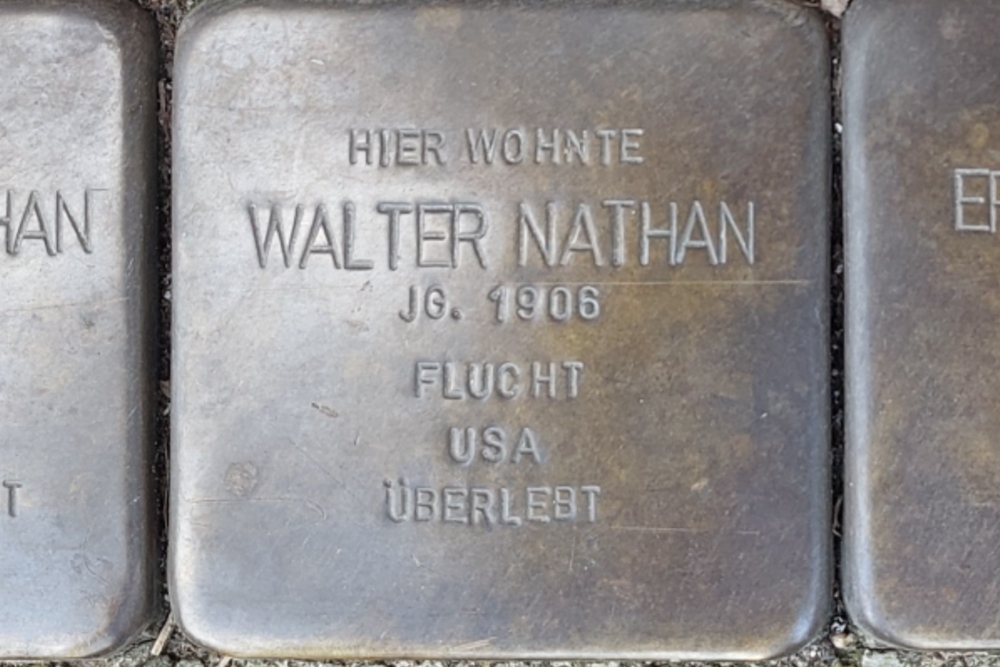 HIER WOHNTE
WALTER NATHAN
JG. 1906
FLUCHT
USA
ÜBERLEBT